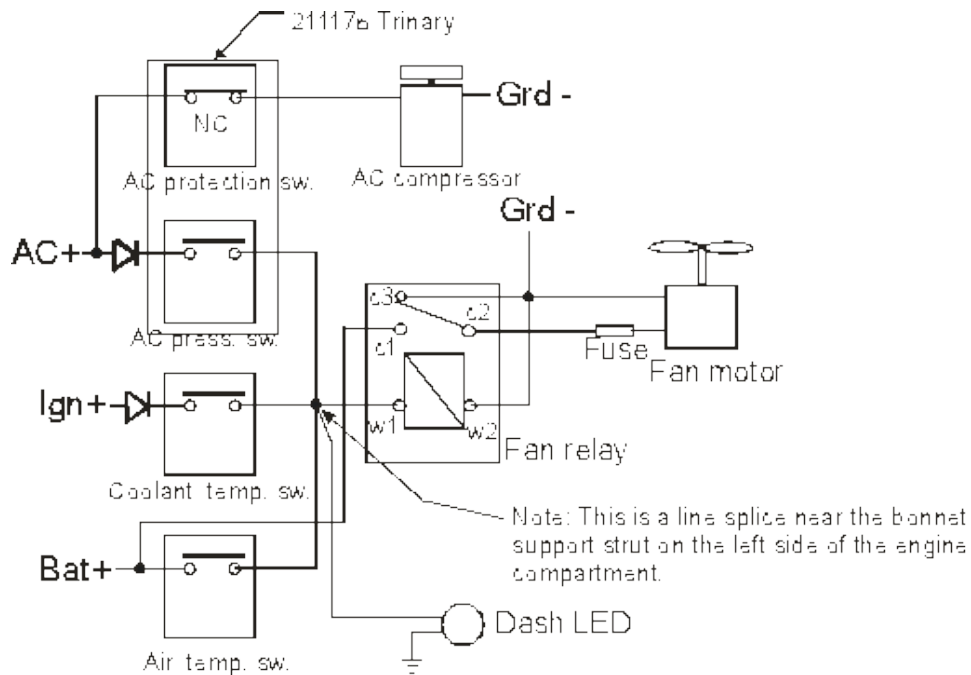 21117b Trinary
NC
Grd -
AC protection sw.
AC compressor
Grd -
AC+
c3
c2
AC press. sw.
c1
Fuse
Fan motor
Ign+
w1
w2
Fan relay
Coolant temp. sw.
Note: This is a line splice near the bonnet
support strut on the left side of the engine
compartment.
Bat+
Dash LED
Air temp. sw.